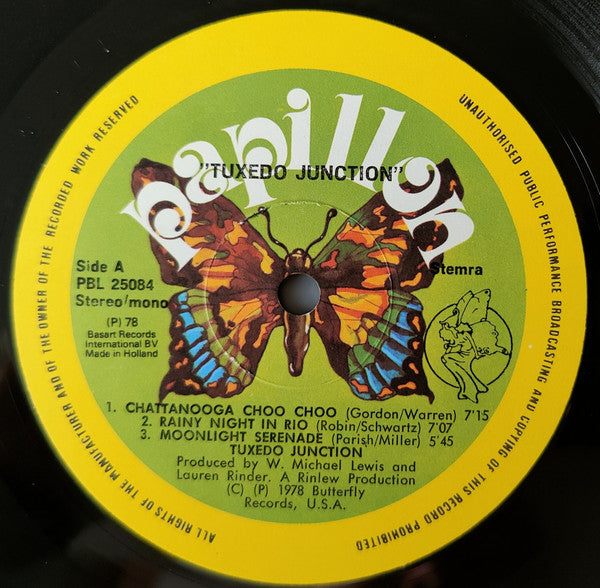 papillon
"TUXEDO JUNCTION"
Side A
PBL 25084
Stereo/mono
Stemra
(P) 78
Basart Records
International BV
Made in Holland
1. CHATTANOOGA CHOO CHOO (Gordon/Warren) 7'15
2. RAINY NIGHT IN RIO (Robin/Schwartz) 7'07
3. MOONLIGHT SERENADE (Parish/Miller) 5'45
TUXEDO JUNCTION
Produced by W. Michael Lewis and
Lauren Rinder. A Rinlew Production
(C) (P) 1978 Butterfly
Records, U.S.A.
ALL RIGHTS OF THE MANUFACTURER AND OF THE OWNER OF THE RECORDED WORK RESERVED
UNAUTHORISED PUBLIC PERFORMANCE BROADCASTING AND COPYING OF THIS RECORD PROHIBITED